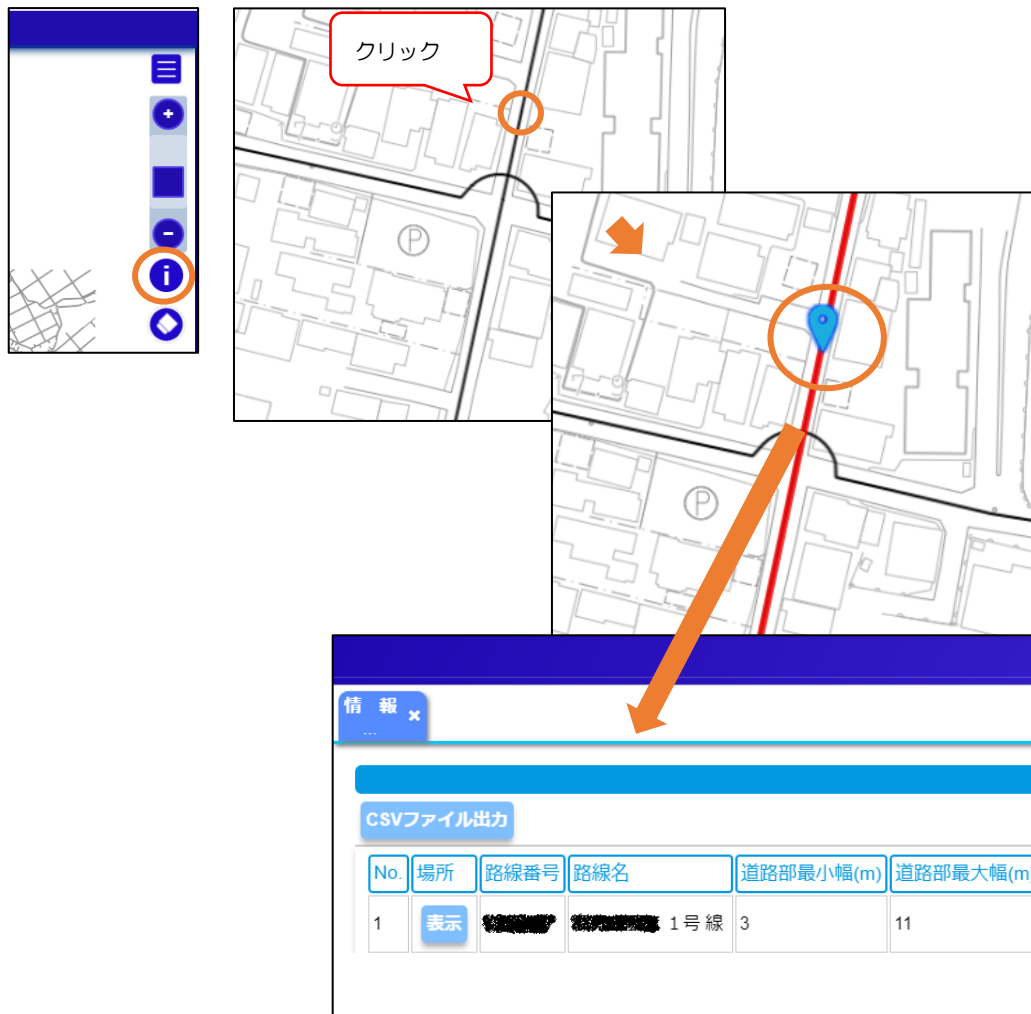 クリック
i
P
P
情 報 ×
...
CSVファイル出力
No. 場所 路線番号 路線名 道路部最小幅(m) 道路部最大幅(m
1 表示 1号線 3 11